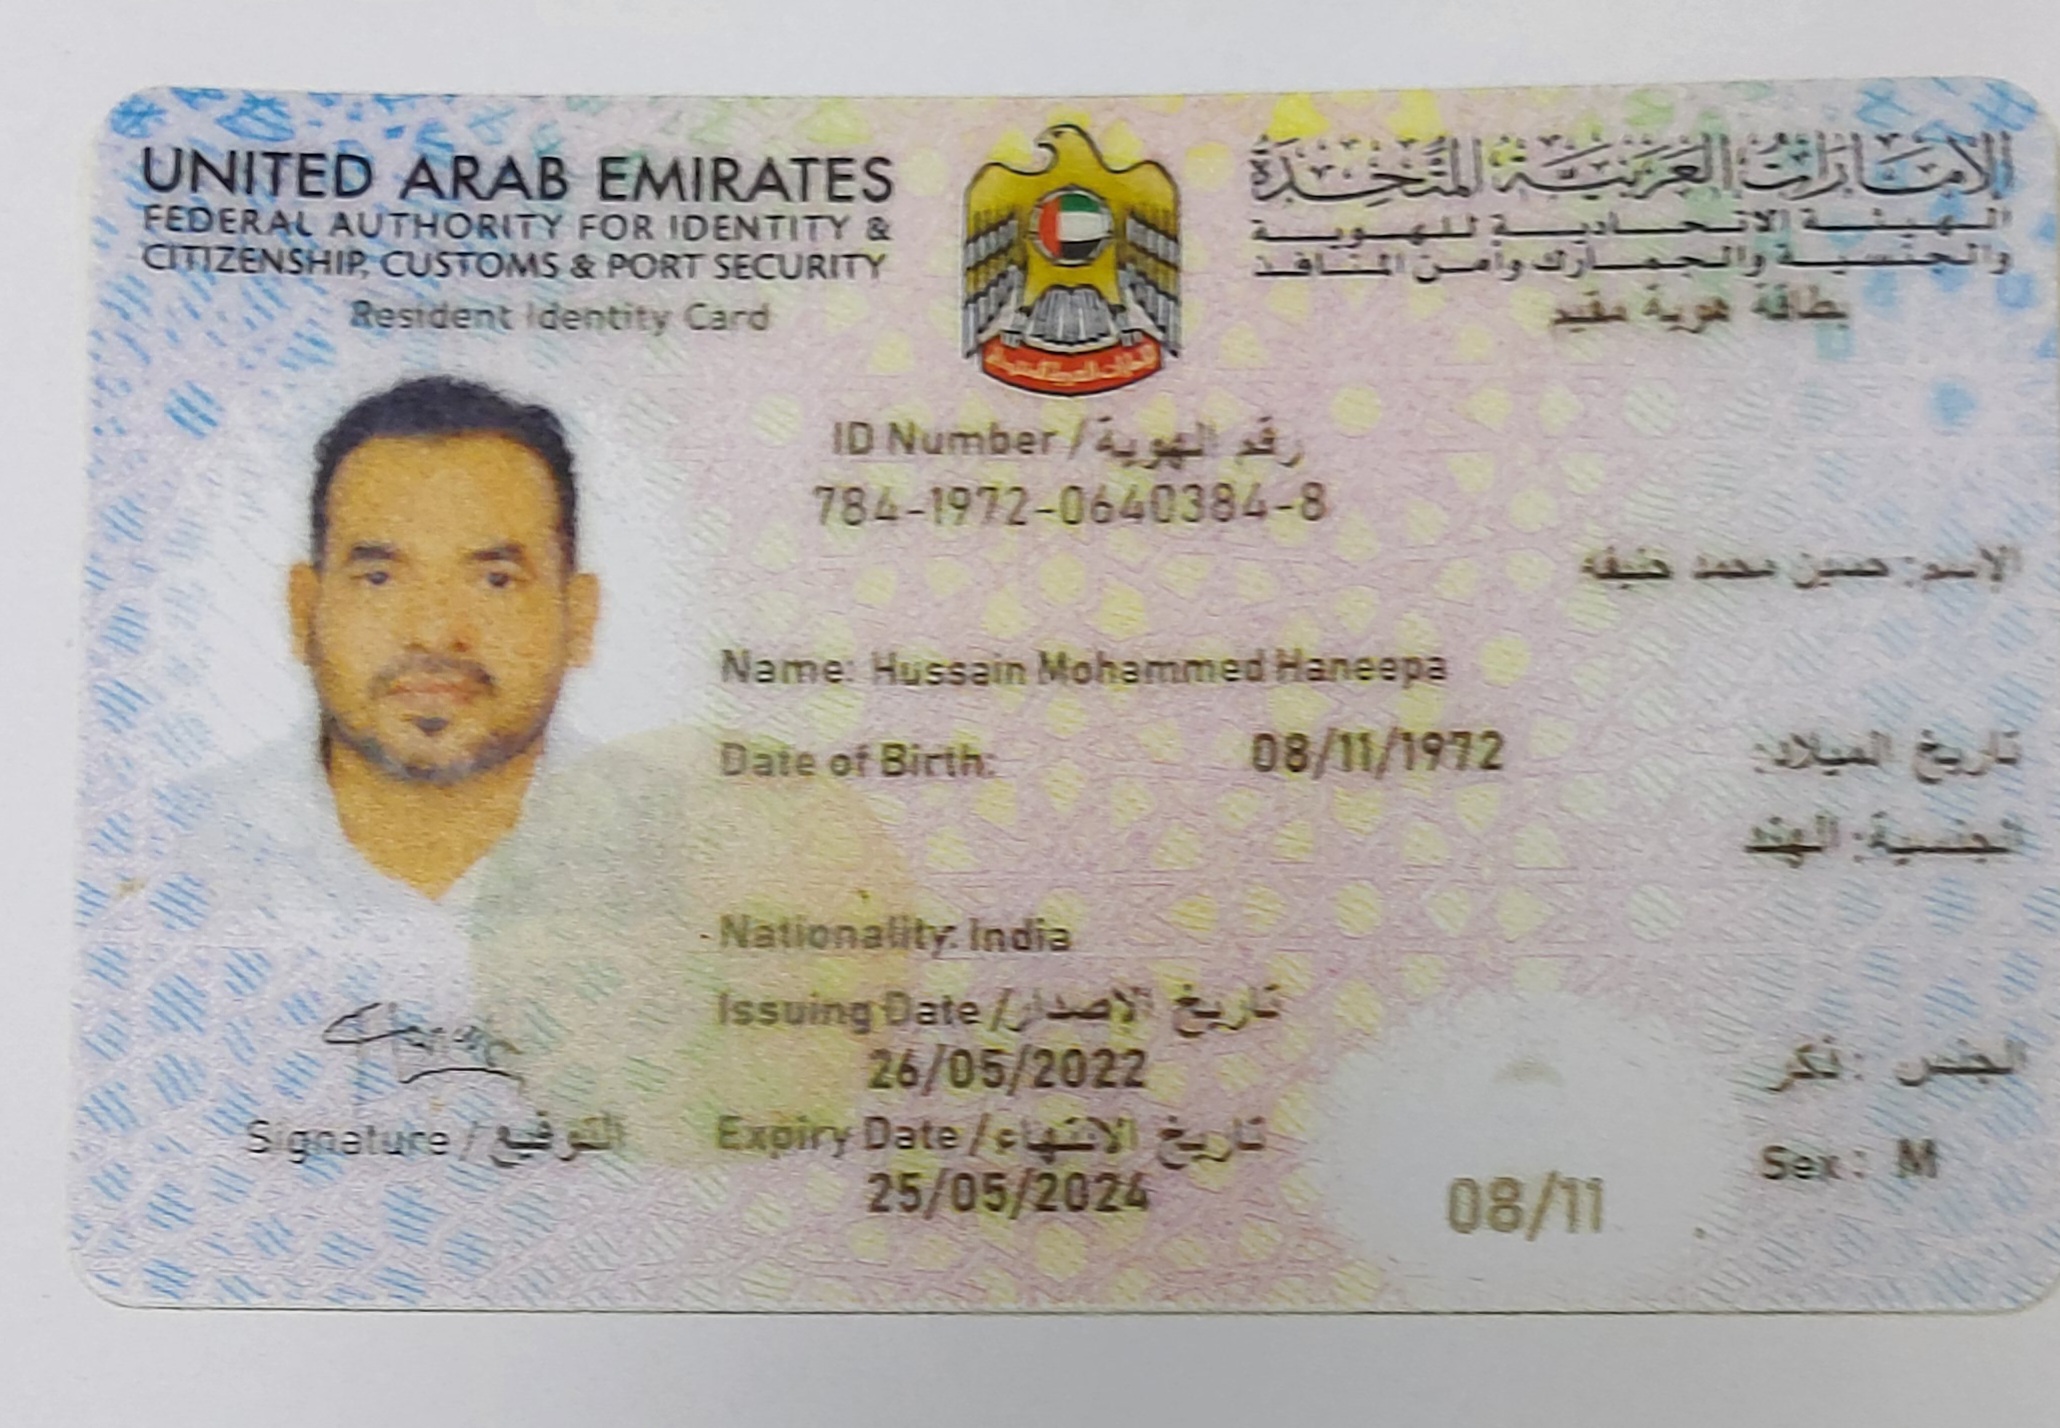 UNITED ARAB EMIRATES
FEDERAL AUTHORITY FOR IDENTITY &
CITIZENSHIP, CUSTOMS & PORT SECURITY
Resident Identity Card
الإمارات العربية المتحدة
الهيئة الاتحادية للهوية
والجنسية والجمارك وأمن المنافذ
بطاقة هوية مقيم
ID Number / رقم الهوية
784-1972-0640384-8
الاسم: حسين محمد حنيفه
Name: Hussain Mohammed Haneepa
Date of Birth: 08/11/1972 تاريخ الميلاد
Nationality: India الجنسية: الهند
Issuing Date / تاريخ الإصدار
26/05/2022
Expiry Date / تاريخ الانتهاء
25/05/2024
الجنس: ذكر
Sex: M
Signature / التوقيع
08/11